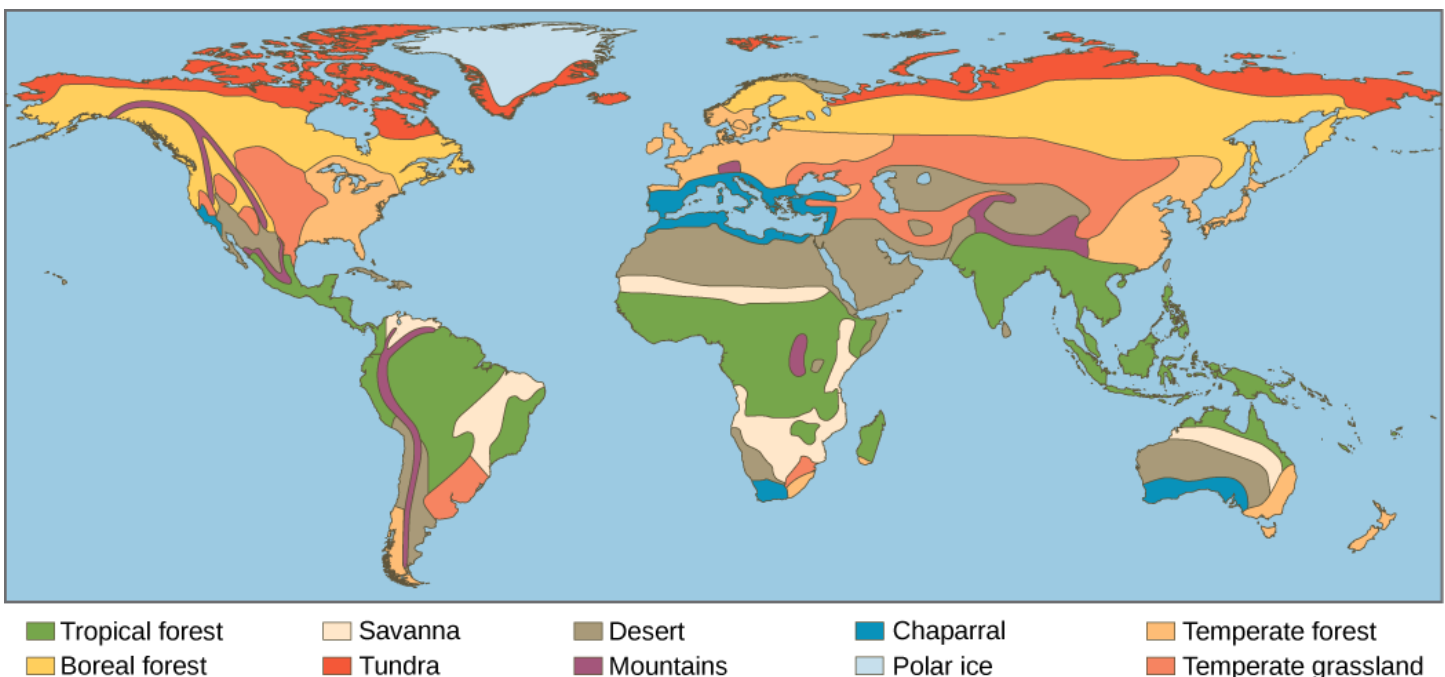 Tropical forest Savanna Desert Chaparral Temperate forest
Boreal forest Tundra Mountains Polar ice Temperate grassland